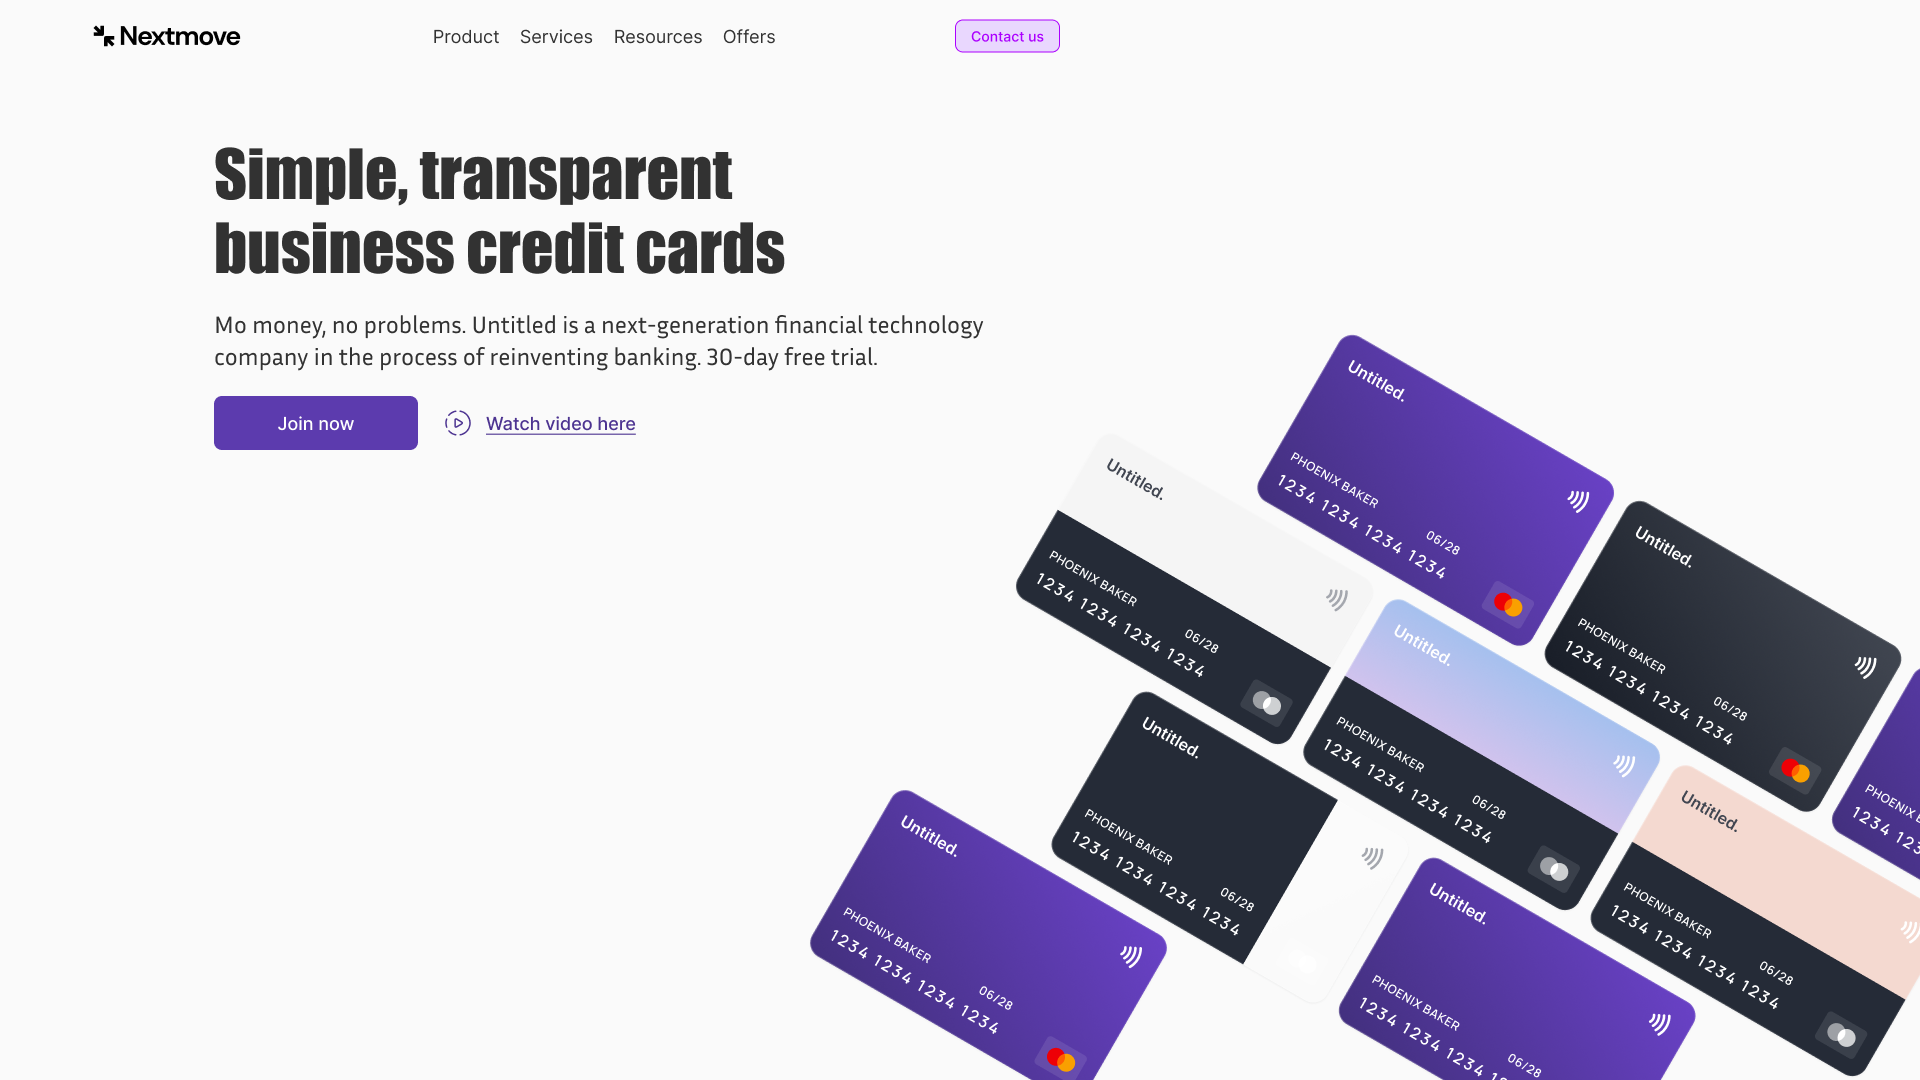 Nextmove
Product Services Resources Offers
Contact us
Simple, transparent
business credit cards
Mo money, no problems. Untitled is a next-generation financial technology
company in the process of reinventing banking. 30-day free trial.
Join now
Watch video here
Untitled.
PHOENIX BAKER
06/28
1234 1234 1234 1234
Untitled.
PHOENIX BAKER
06/28
1234 1234 1234 1234
Untitled.
PHOENIX BAKER
06/28
1234 1234 1234 1234
Untitled.
PHOENIX BAKER
06/28
1234 1234 1234 1234
Untitled.
PHOENIX BAKER
06/28
1234 1234 1234 1234
Untitled.
PHOENIX BAKER
06/28
1234 1234 1234 1234
Untitled.
PHOENIX BAKER
06/28
1234 1234 1234 1234
Untitled.
PHOENIX BAKER
06/28
1234 1234 1234
PHOENIX
1234